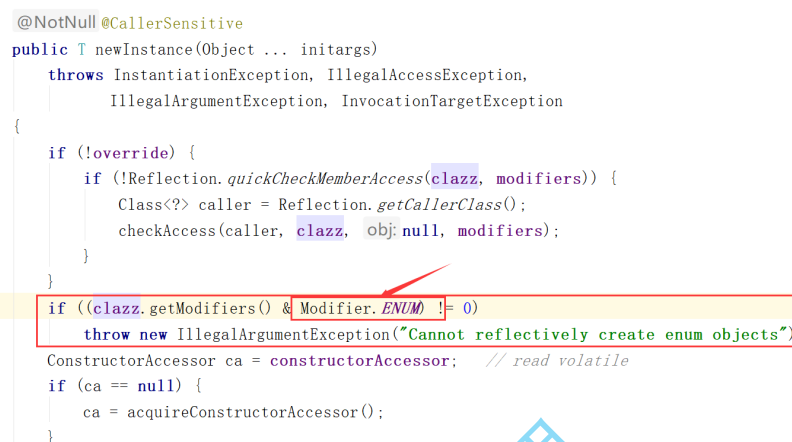 @NotNull @CallerSensitive
public T newInstance(Object ... initargs)
throws InstantiationException, IllegalAccessException,
IllegalArgumentException, InvocationTargetException
{
if (!override) {
if (!Reflection.quickCheckMemberAccess(clazz, modifiers)) {
Class<?> caller = Reflection.getCallerClass();
checkAccess(caller, clazz, obj: null, modifiers);
}
}
if ((clazz.getModifiers() & Modifier.ENUM) != 0)
throw new IllegalArgumentException("Cannot reflectively create enum objects")
ConstructorAccessor ca = constructorAccessor; // read volatile
if (ca == null) {
ca = acquireConstructorAccessor();
}